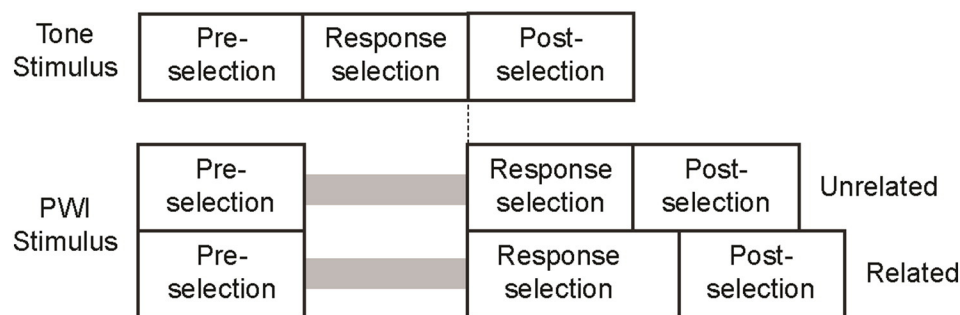 Tone
Stimulus
Pre-
selection
Response
selection
Post-
selection
PWI
Stimulus
Pre-
selection
Response
selection
Post-
selection
Unrelated
Pre-
selection
Response
selection
Post-
selection
Related